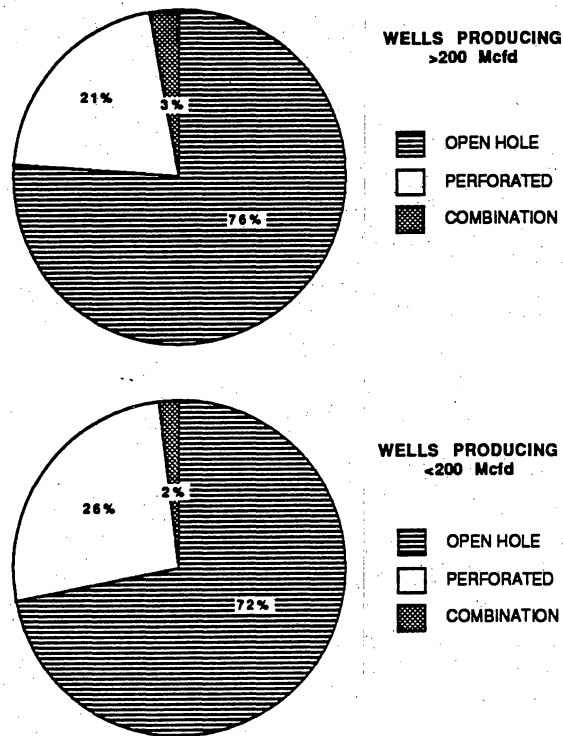 WELLS PRODUCING
>200 Mcfd
21%
3%
76%
OPEN HOLE
PERFORATED
COMBINATION
WELLS PRODUCING
<200 Mcfd
26%
2%
72%
OPEN HOLE
PERFORATED
COMBINATION